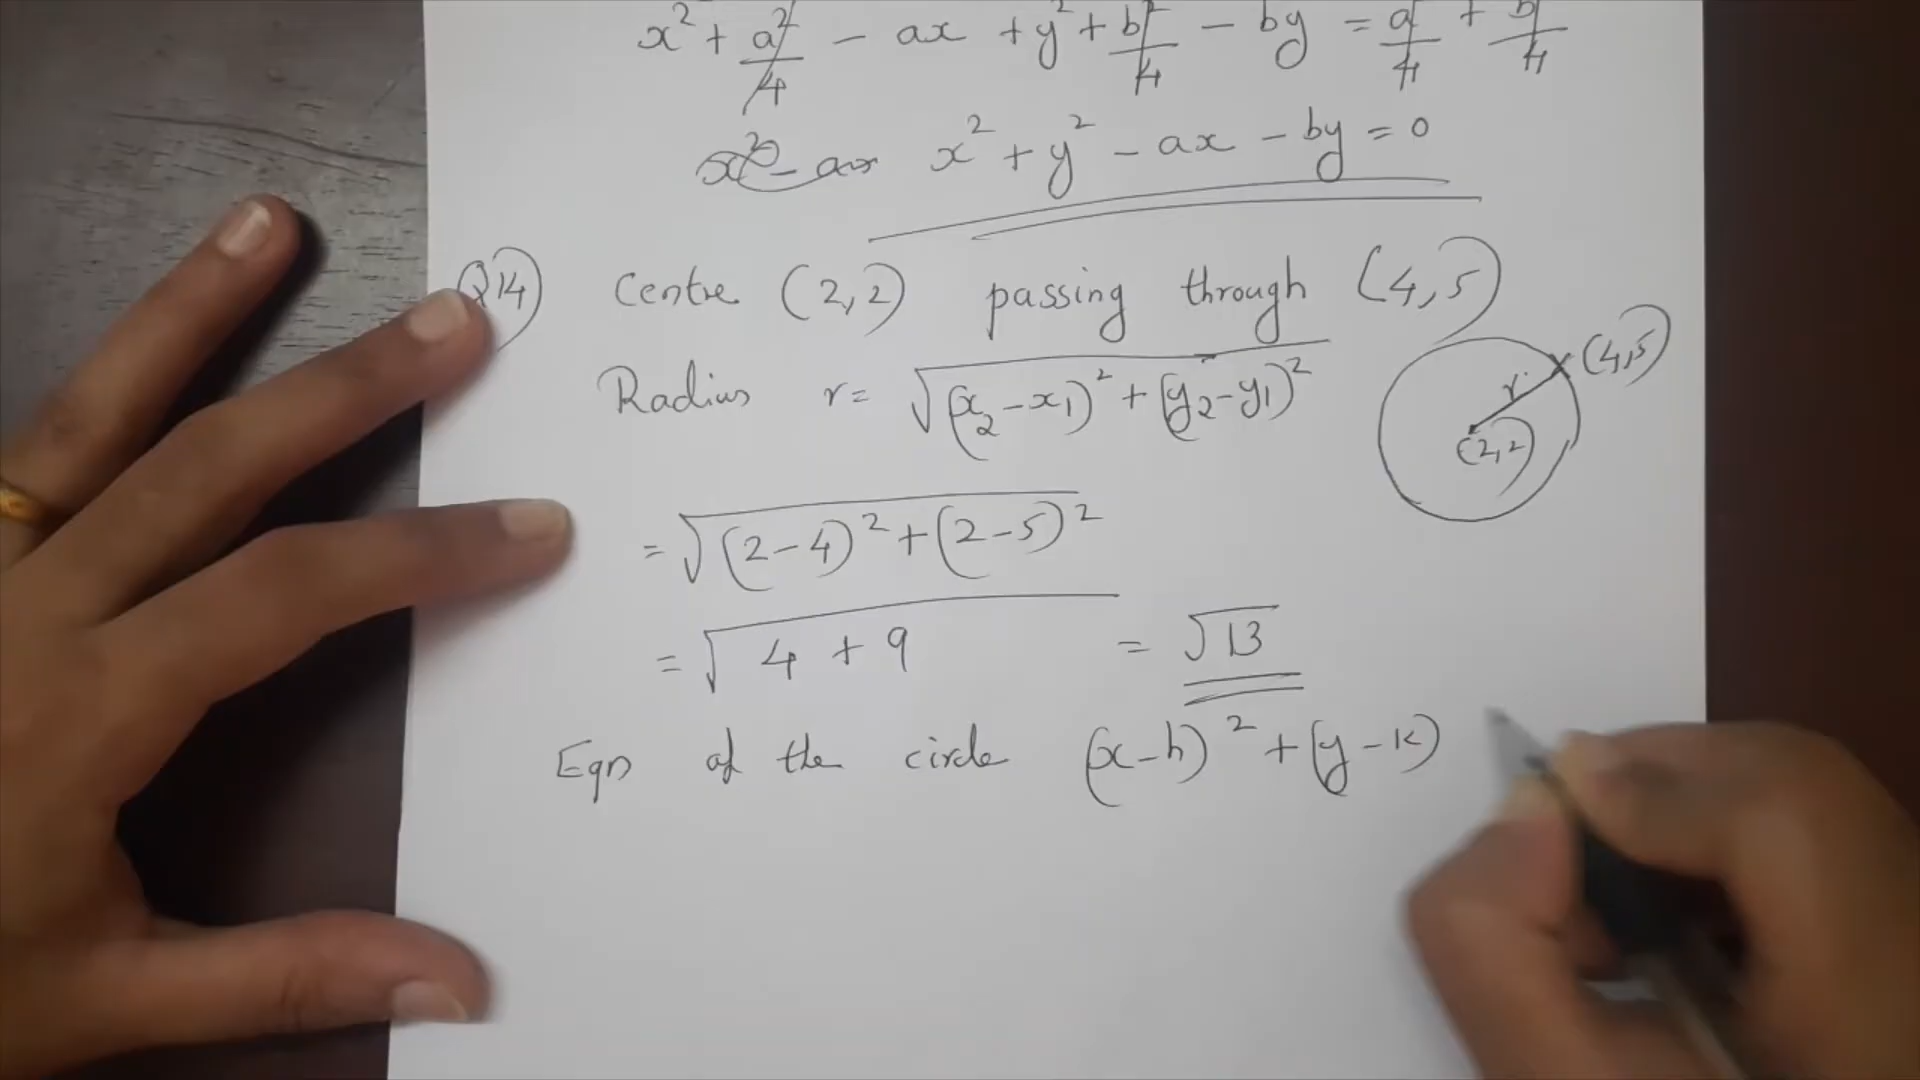 x² + a²/4 - ax + y² + b²/4 - by = a²/4 + b²/4
x² - ax x² + y² - ax - by = 0
Q14) Centre (2,2) passing through (4,5)
Radius r = √(x₂-x₁)² + (y₂-y₁)²
(4,5)
r
(2,2)
= √(2-4)² + (2-5)²
= √4 + 9 = √13
Eqn of the circle (x-h)² + (y-k)